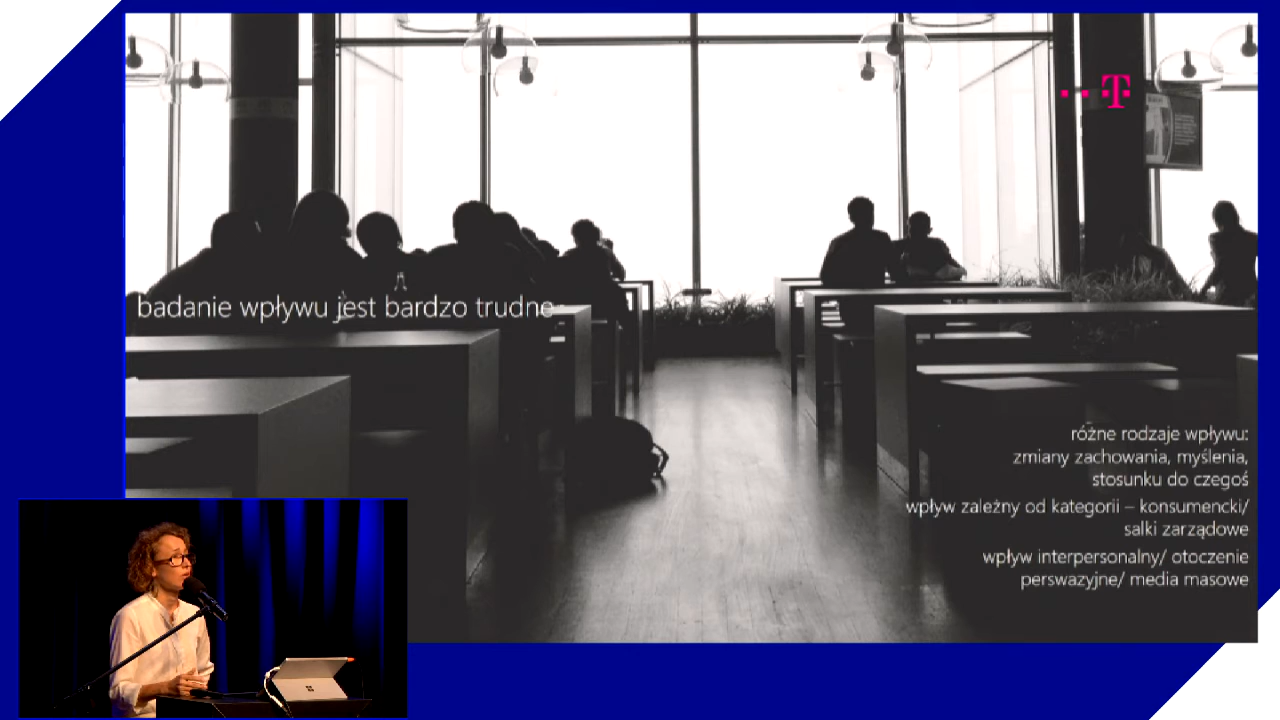 T
badanie wpływu jest bardzo trudne
różne rodzaje wpływu:
zmiany zachowania, myślenia,
stosunku do czegoś
wpływ zależny od kategorii – konsumencki/
salki zarządowe
wpływ interpersonalny/ otoczenie
perswazyjne/ media masowe